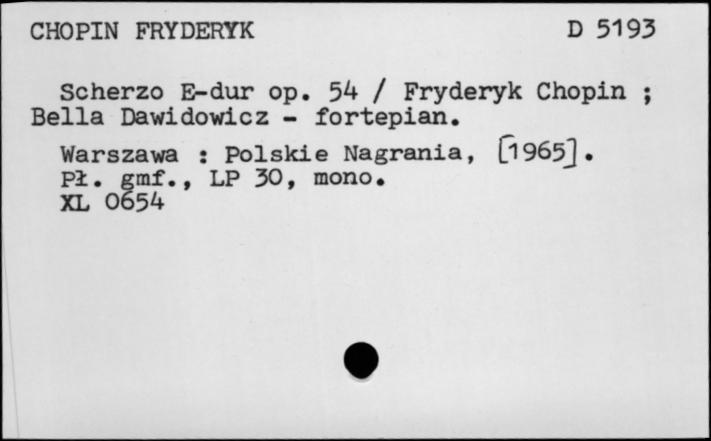 CHOPIN FRYDERYK D 5193
Scherzo E-dur op. 54 / Fryderyk Chopin ;
Bella Dawidowicz - fortepian.
Warszawa : Polskie Nagrania, [1965].
Pł. gmf., LP 30, mono.
XL 0654